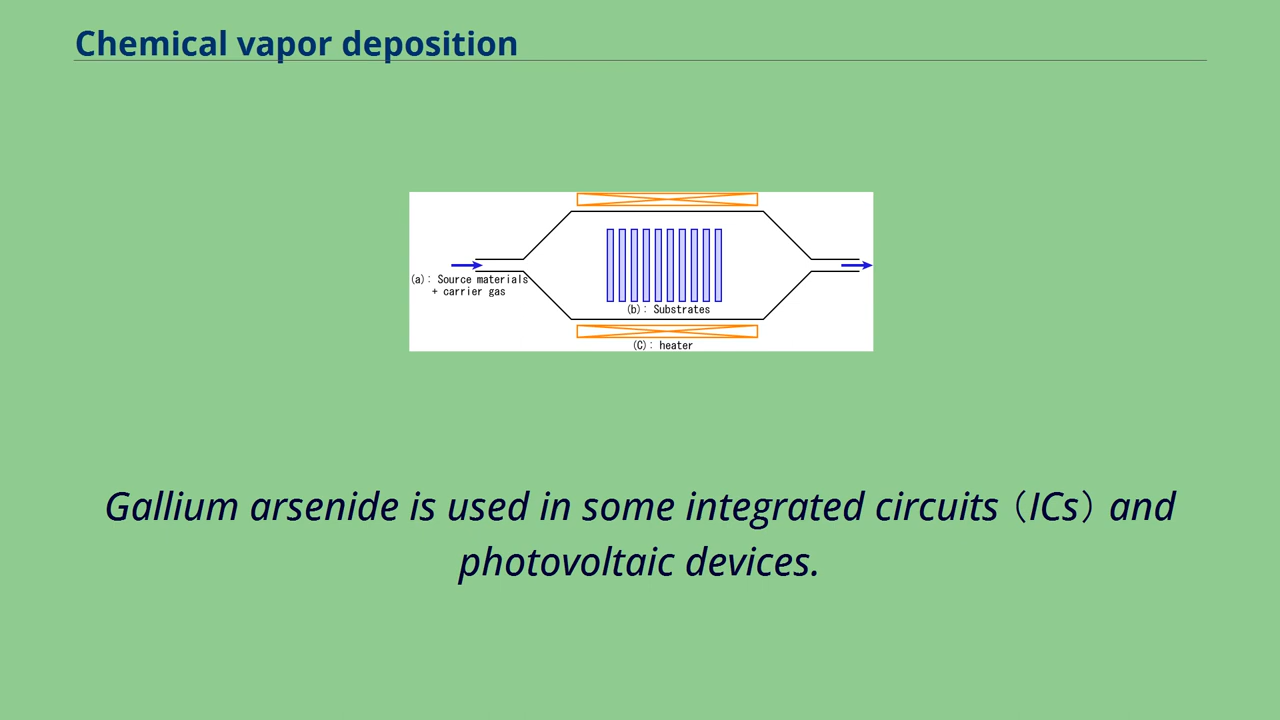 Chemical vapor deposition
(a): Source materials
+ carrier gas
(b): Substrates
(C): heater
Gallium arsenide is used in some integrated circuits (ICs) and
photovoltaic devices.